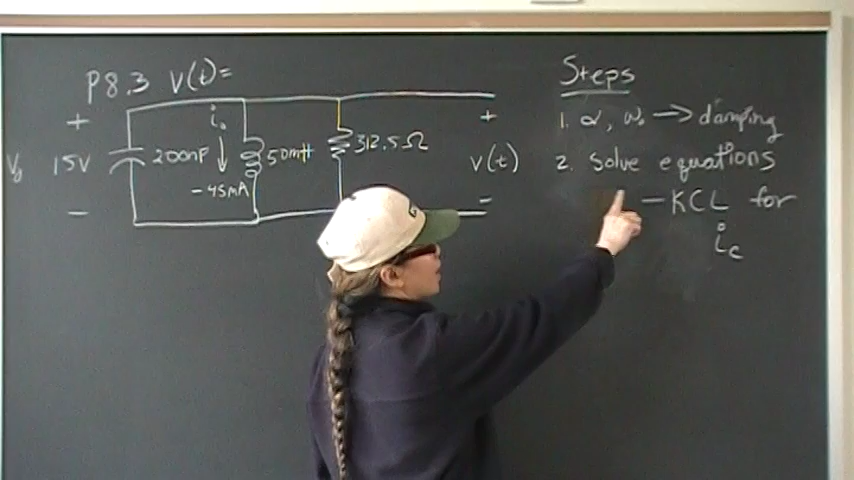 P8.3 V(t)=
Steps
1. α, ω₀ → damping
2. solve equations
- KCL for
i_c
+ 
i₀
+
V₀ 15V 200nF 50mH 312.5Ω V(t)
-45mA
-
-